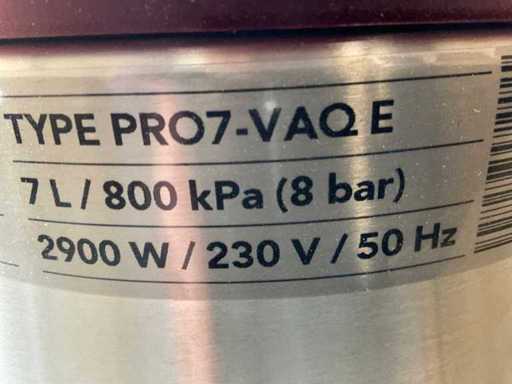 TYPE PRO7-VAQ E
7 L / 800 kPa (8 bar)
2900 W / 230 V / 50 Hz